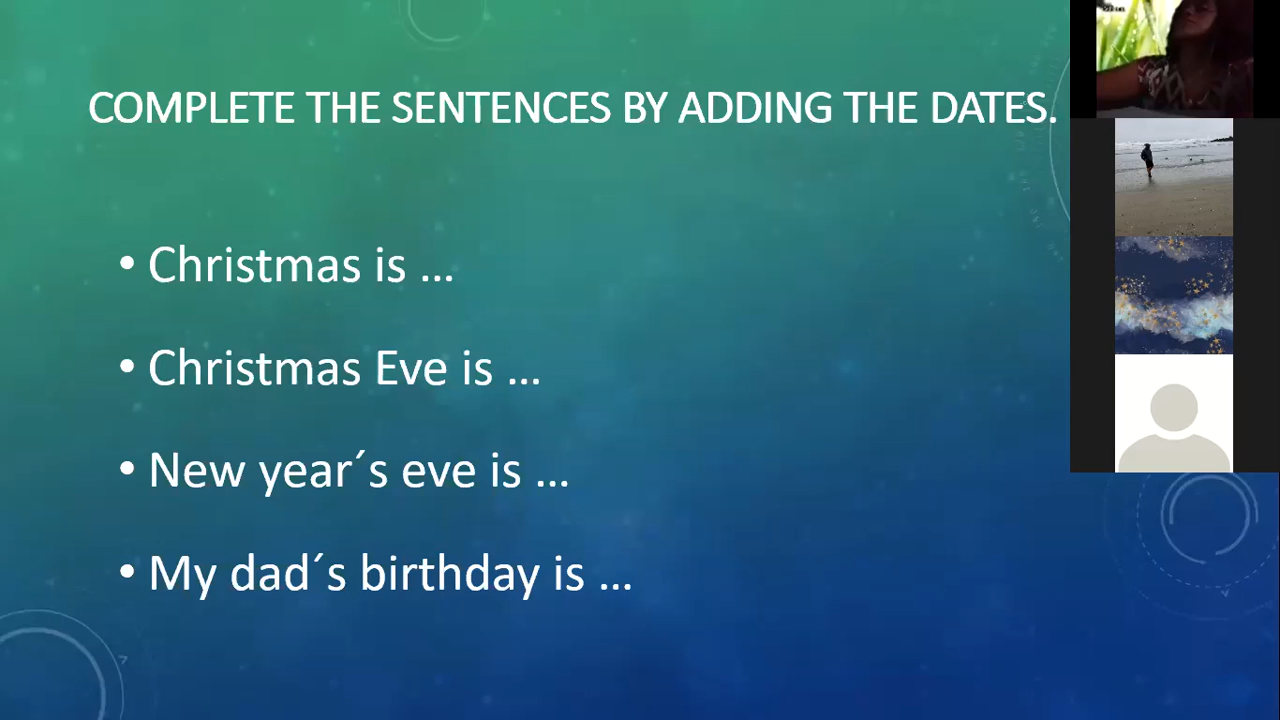 COMPLETE THE SENTENCES BY ADDING THE DATES.
• Christmas is ...
• Christmas Eve is ...
• New year´s eve is ...
• My dad´s birthday is ...